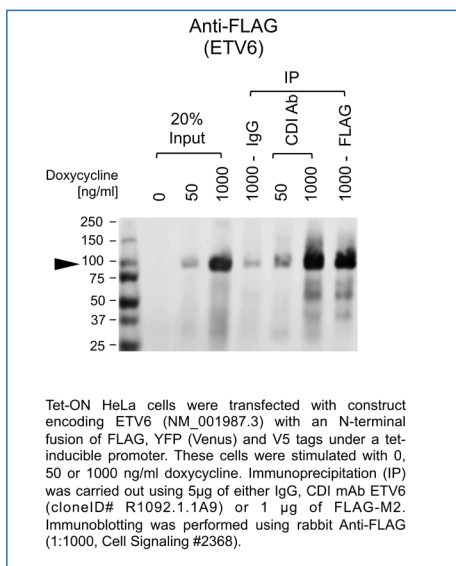 Anti-FLAG
(ETV6)
IP
20%
Input
1000 - IgG
CDI Ab
1000 - FLAG
Doxycycline
[ng/ml]
0
50
1000
50
1000
250
150
100
75
50
37
25
Tet-ON HeLa cells were transfected with construct
encoding ETV6 (NM_001987.3) with an N-terminal
fusion of FLAG, YFP (Venus) and V5 tags under a tet-
inducible promoter. These cells were stimulated with 0,
50 or 1000 ng/ml doxycycline. Immunoprecipitation (IP)
was carried out using 5μg of either IgG, CDI mAb ETV6
(cloneID# R1092.1.1A9) or 1 μg of FLAG-M2.
Immunoblotting was performed using rabbit Anti-FLAG
(1:1000, Cell Signaling #2368).